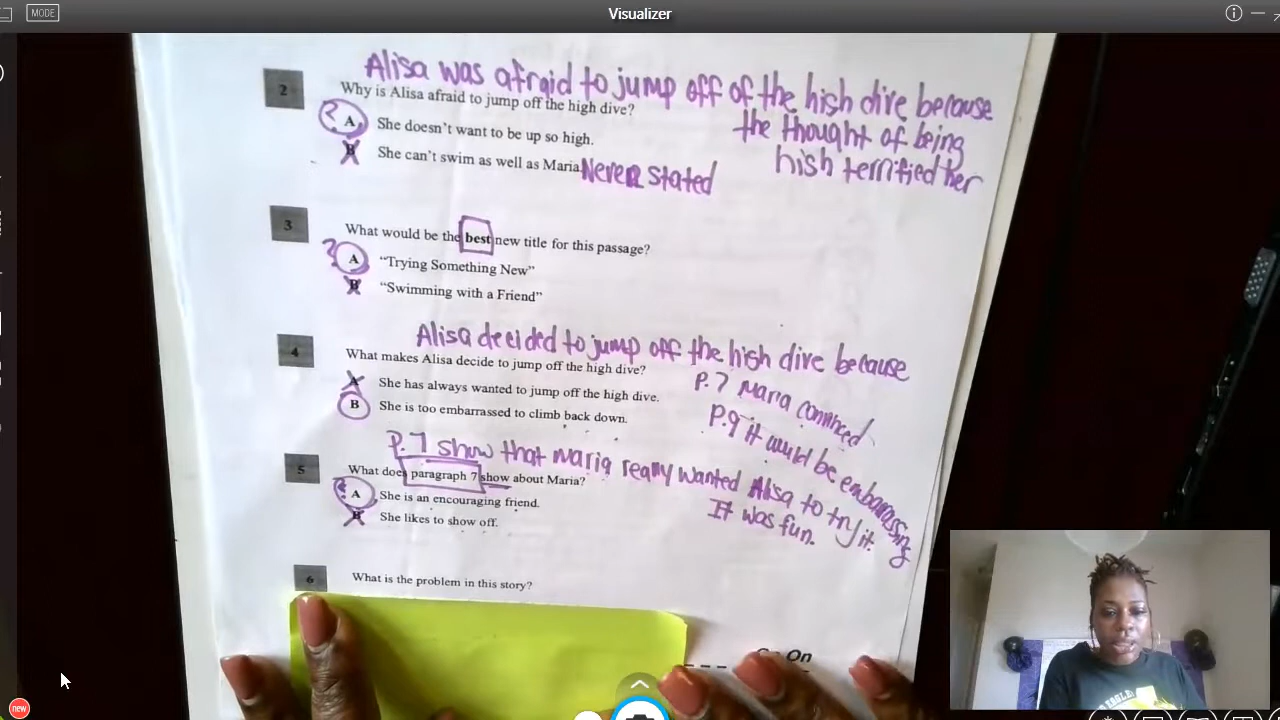 MODE
Visualizer
Alisa was afraid to jump off of the high dive because
the thought of being
high terrified her
2
Why is Alisa afraid to jump off the high dive?
A She doesn't want to be up so high.
B She can't swim as well as Maria.
Never stated
3
What would be the best new title for this passage?
A "Trying Something New"
B "Swimming with a Friend"
Alisa decided to jump off the high dive because
P.7 Maria convinced
P.9 it would be embarrassing
4
What makes Alisa decide to jump off the high dive?
A She has always wanted to jump off the high dive.
B She is too embarrassed to climb back down.
P.7 show that Maria really wanted Alisa to try it.
It was fun.
5
What does paragraph 7 show about Maria?
A She is an encouraging friend.
B She likes to show off.
6
What is the problem in this story?
On
new